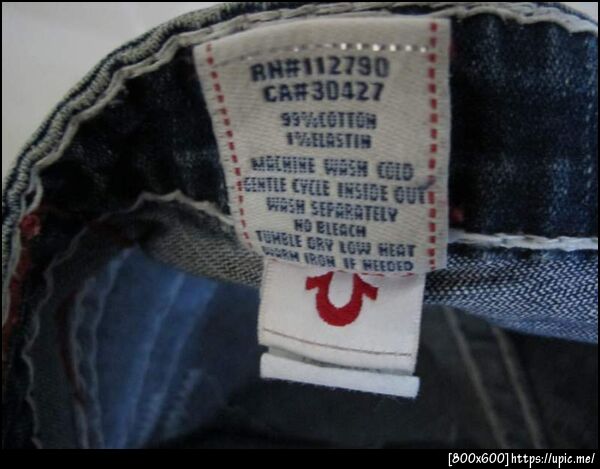 RN#112790
CA#30427
99%COTTON
1%ELASTIN
MACHINE WASH COLD
GENTLE CYCLE INSIDE OUT
WASH SEPARATELY
NO BLEACH
TUMBLE DRY LOW HEAT
WARM IRON IF NEEDED
[800x600]https://upic.me/